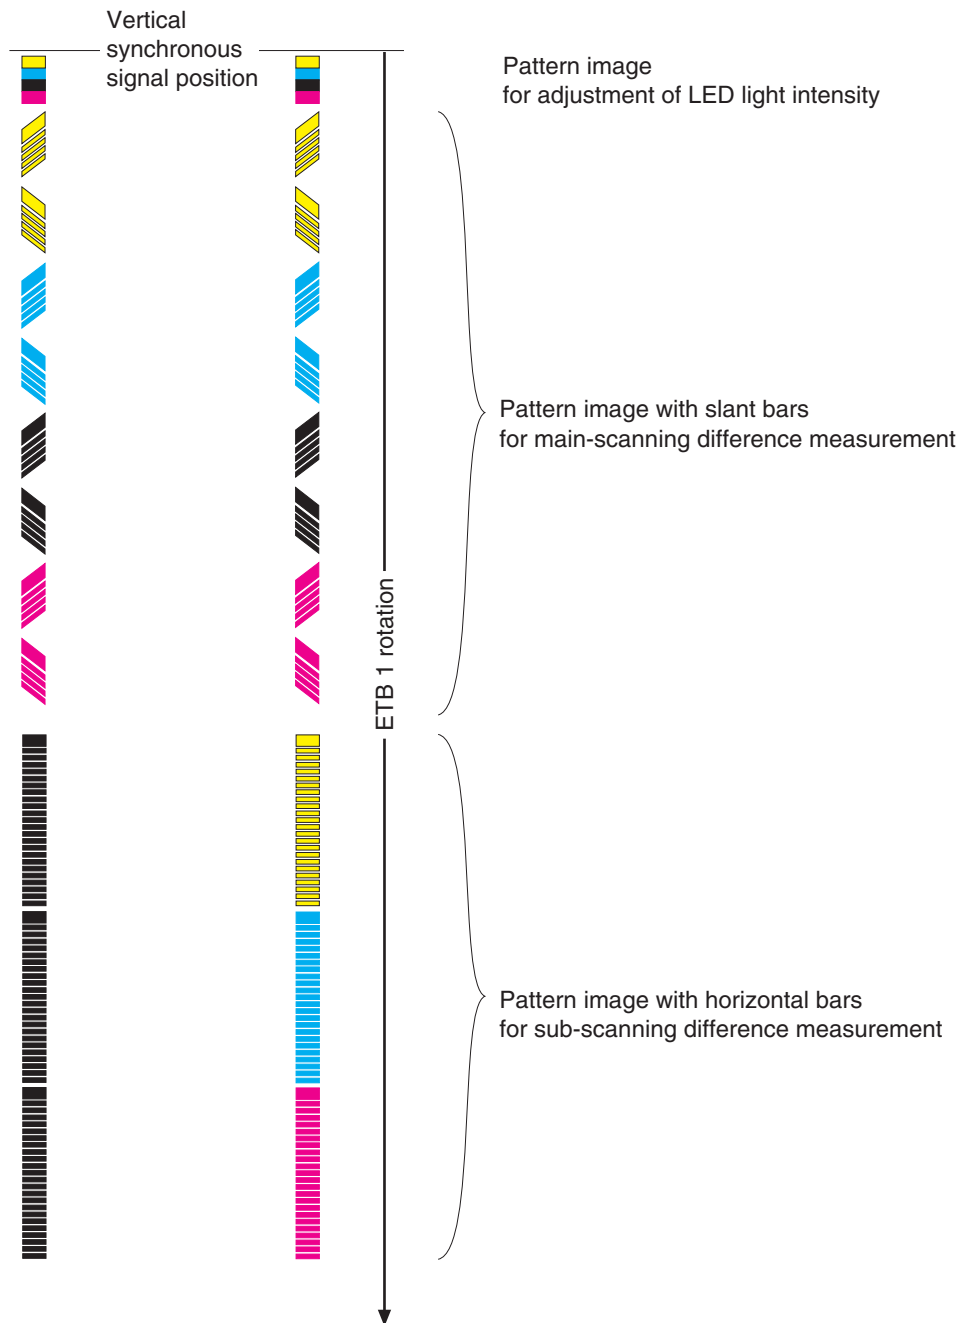 Vertical
synchronous
signal position
Pattern image
for adjustment of LED light intensity
Pattern image with slant bars
for main-scanning difference measurement
ETB 1 rotation
Pattern image with horizontal bars
for sub-scanning difference measurement